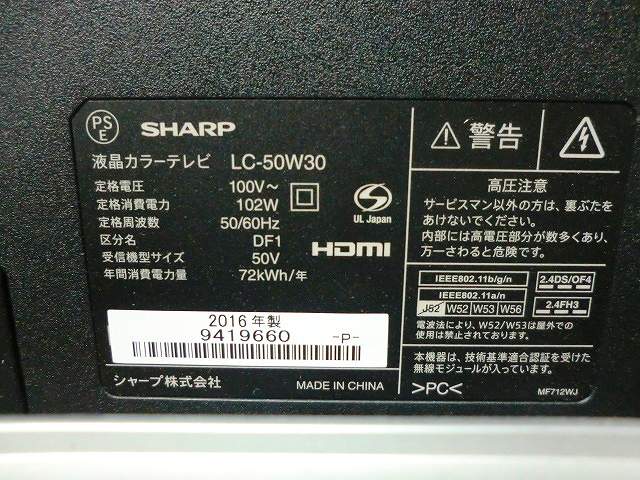 PSE
SHARP
液晶カラーテレビ LC-50W30
定格電圧 100V～
定格消費電力 102W
定格周波数 50/60Hz
区分名 DF1
受信機型サイズ 50V
年間消費電力量 72kWh/年
UL Japan
HDMI
2016年製
9419660 -P-
シャープ株式会社 MADE IN CHINA
警告
高圧注意
サービスマン以外の方は、裏ぶたを
あけないでください。
内部には高電圧部分が数多くあり、
万一さわると危険です。
IEEE802.11b/g/n 2.4DS/OF4
IEEE802.11a/n
J52 W52 W53 W56 2.4FH3
電波法により、W52/W53は屋外での
使用は禁止されております。
本機器は、技術基準適合認証を受けた
無線モジュールが入っています。
>PC< MF712WJ